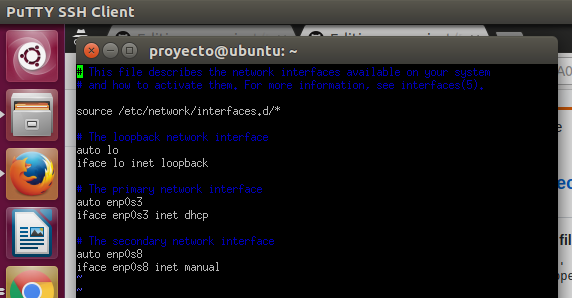 PuTTY SSH Client
proyecto@ubuntu: ~
# This file describes the network interfaces available on your system
# and how to activate them. For more information, see interfaces(5).
source /etc/network/interfaces.d/*
# The loopback network interface
auto lo
iface lo inet loopback
# The primary network interface
auto enp0s3
iface enp0s3 inet dhcp
# The secondary network interface
auto enp0s8
iface enp0s8 inet manual
~
~